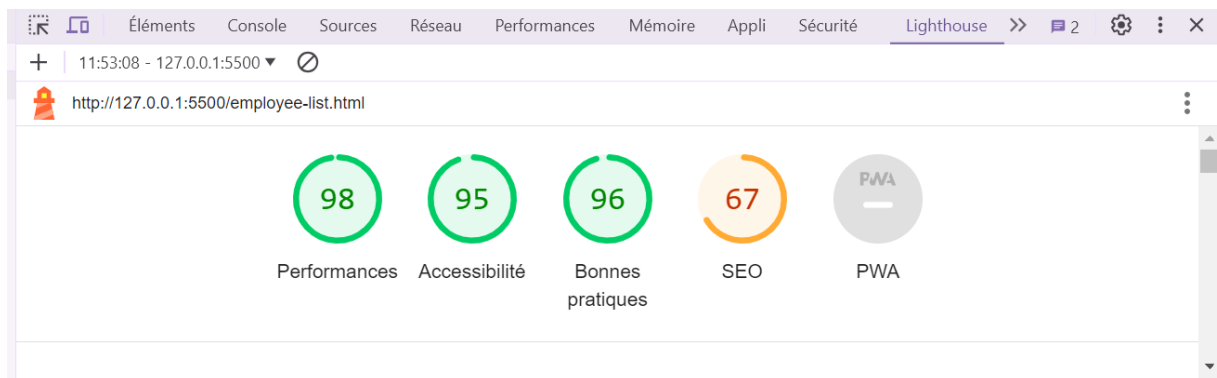 Éléments Console Sources Réseau Performances Mémoire Appli Sécurité Lighthouse 2
11:53:08 - 127.0.0.1:5500
http://127.0.0.1:5500/employee-list.html
98 95 96 67 PWA
Performances Accessibilité Bonnes pratiques SEO PWA